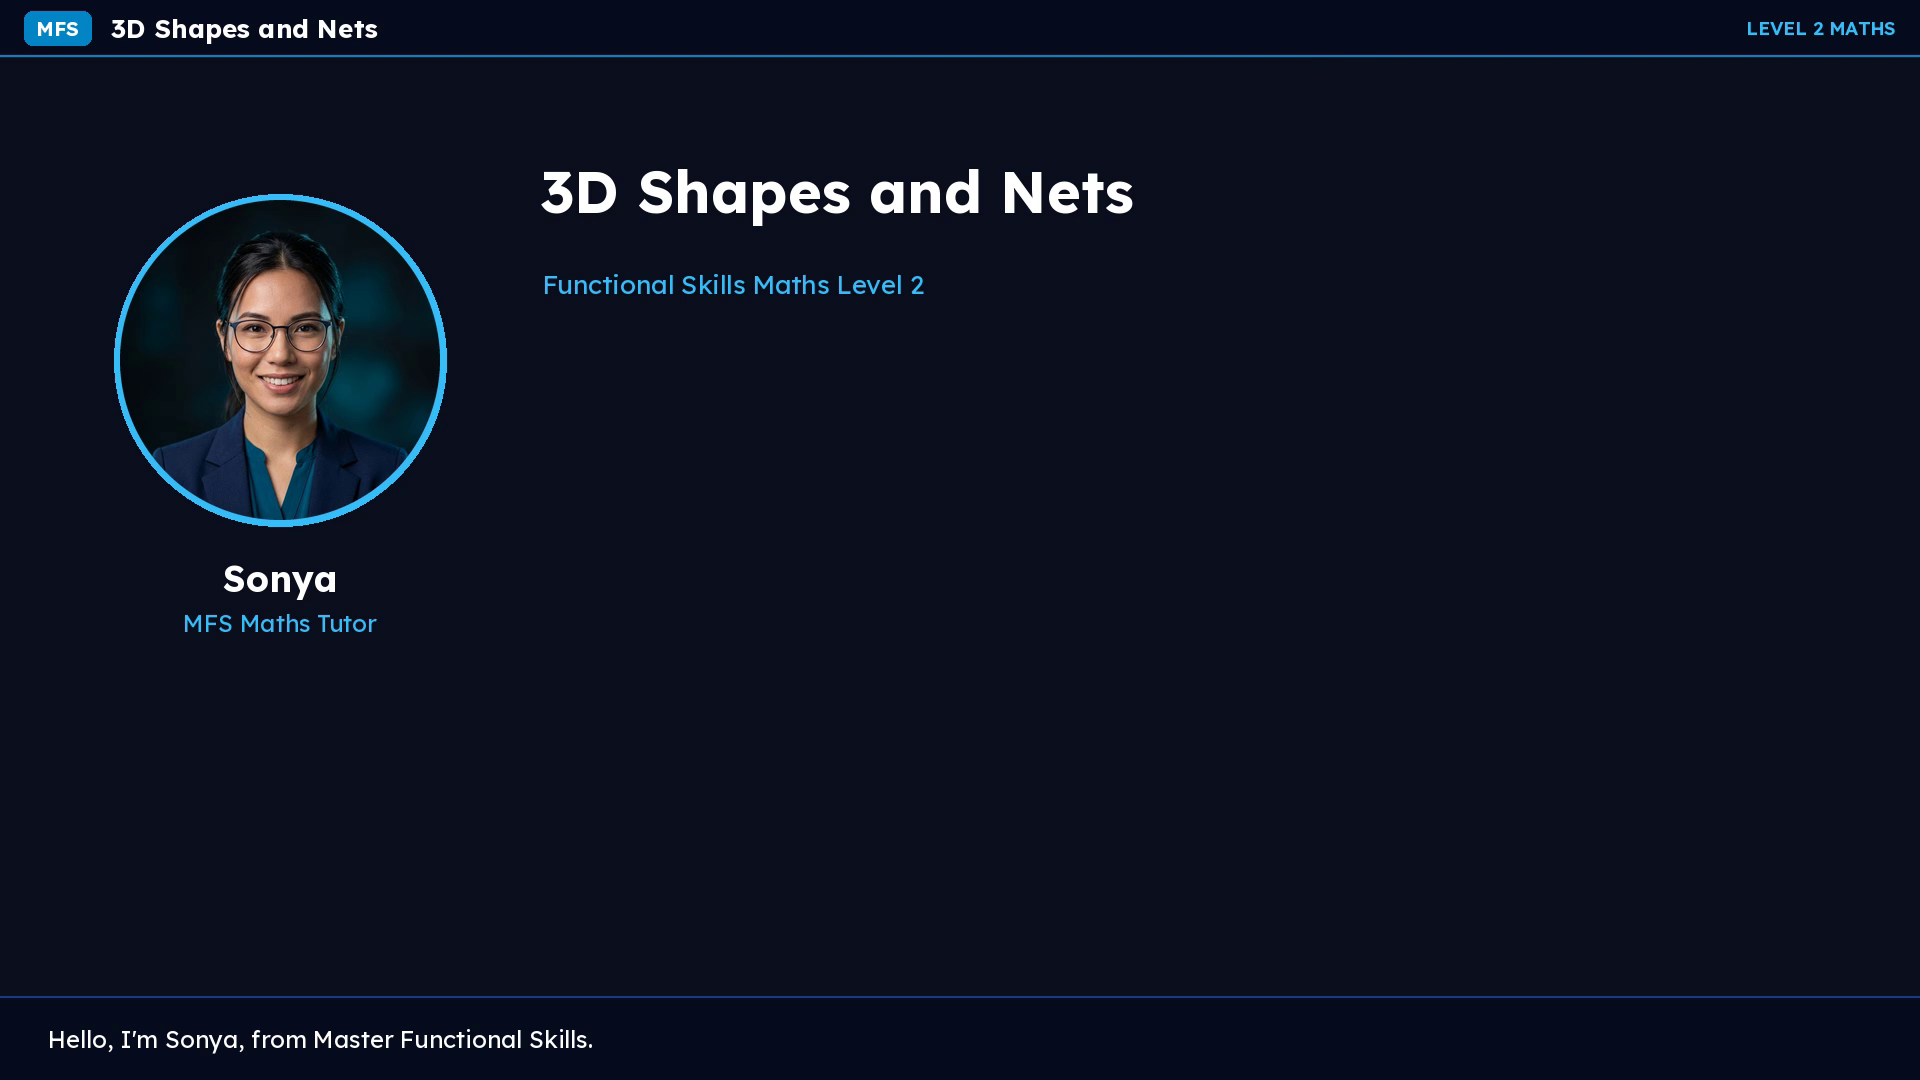 MFS 3D Shapes and Nets LEVEL 2 MATHS
3D Shapes and Nets
Functional Skills Maths Level 2
Sonya
MFS Maths Tutor
Hello, I'm Sonya, from Master Functional Skills.